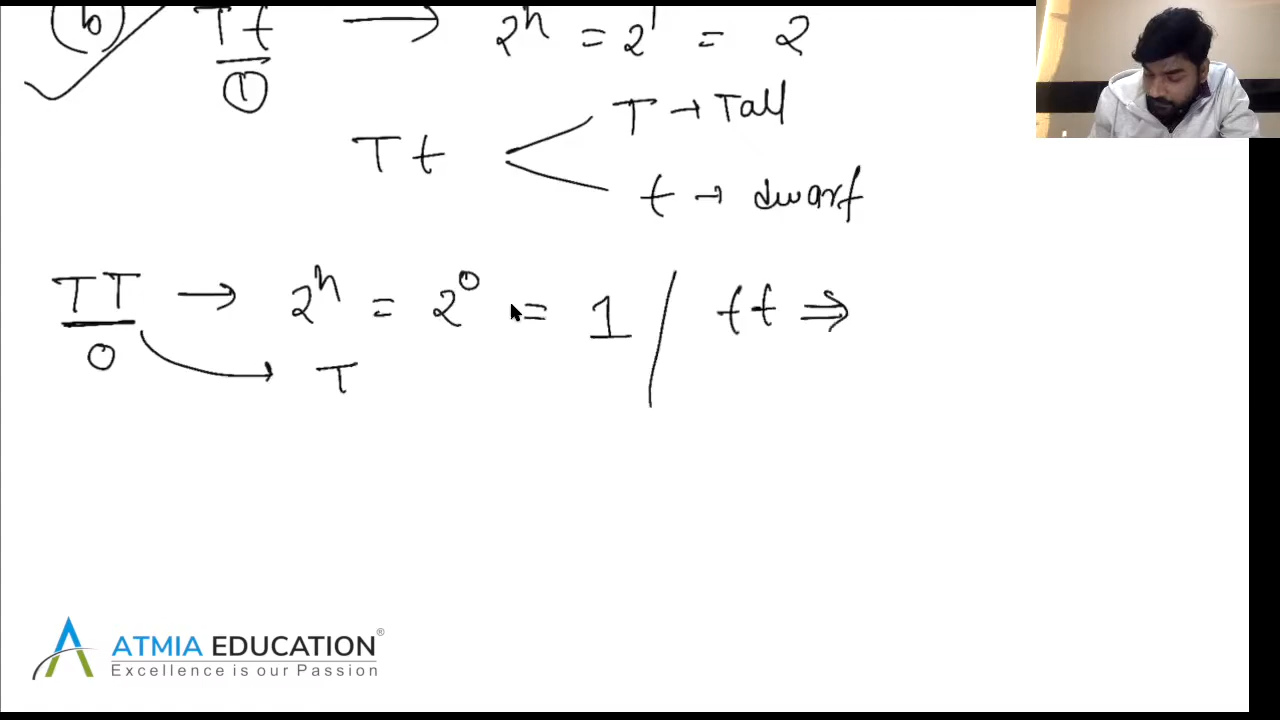 (b) Tt → 2ⁿ = 2¹ = 2
①
T → Tall
Tt
t → dwarf
TT → 2ⁿ = 2⁰ = 1 / tt ⇒
0
T
ATMIA EDUCATION®
Excellence is our Passion